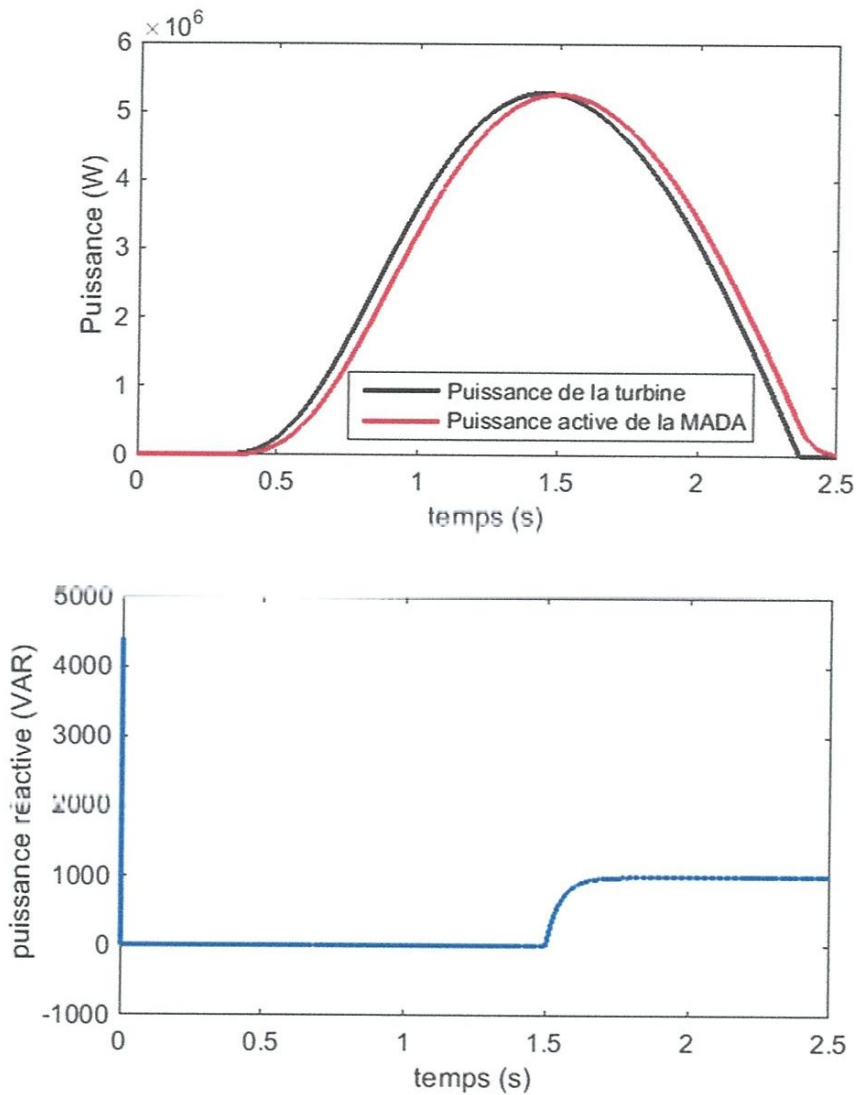 × 10⁶
6
5
4
3
2
1
0
Puissance (W)
Puissance de la turbine
Puissance active de la MADA
0 0.5 1 1.5 2 2.5
temps (s)
5000
4000
3000
2000
1000
0
-1000
puissance réactive (VAR)
0 0.5 1 1.5 2 2.5
temps (s)